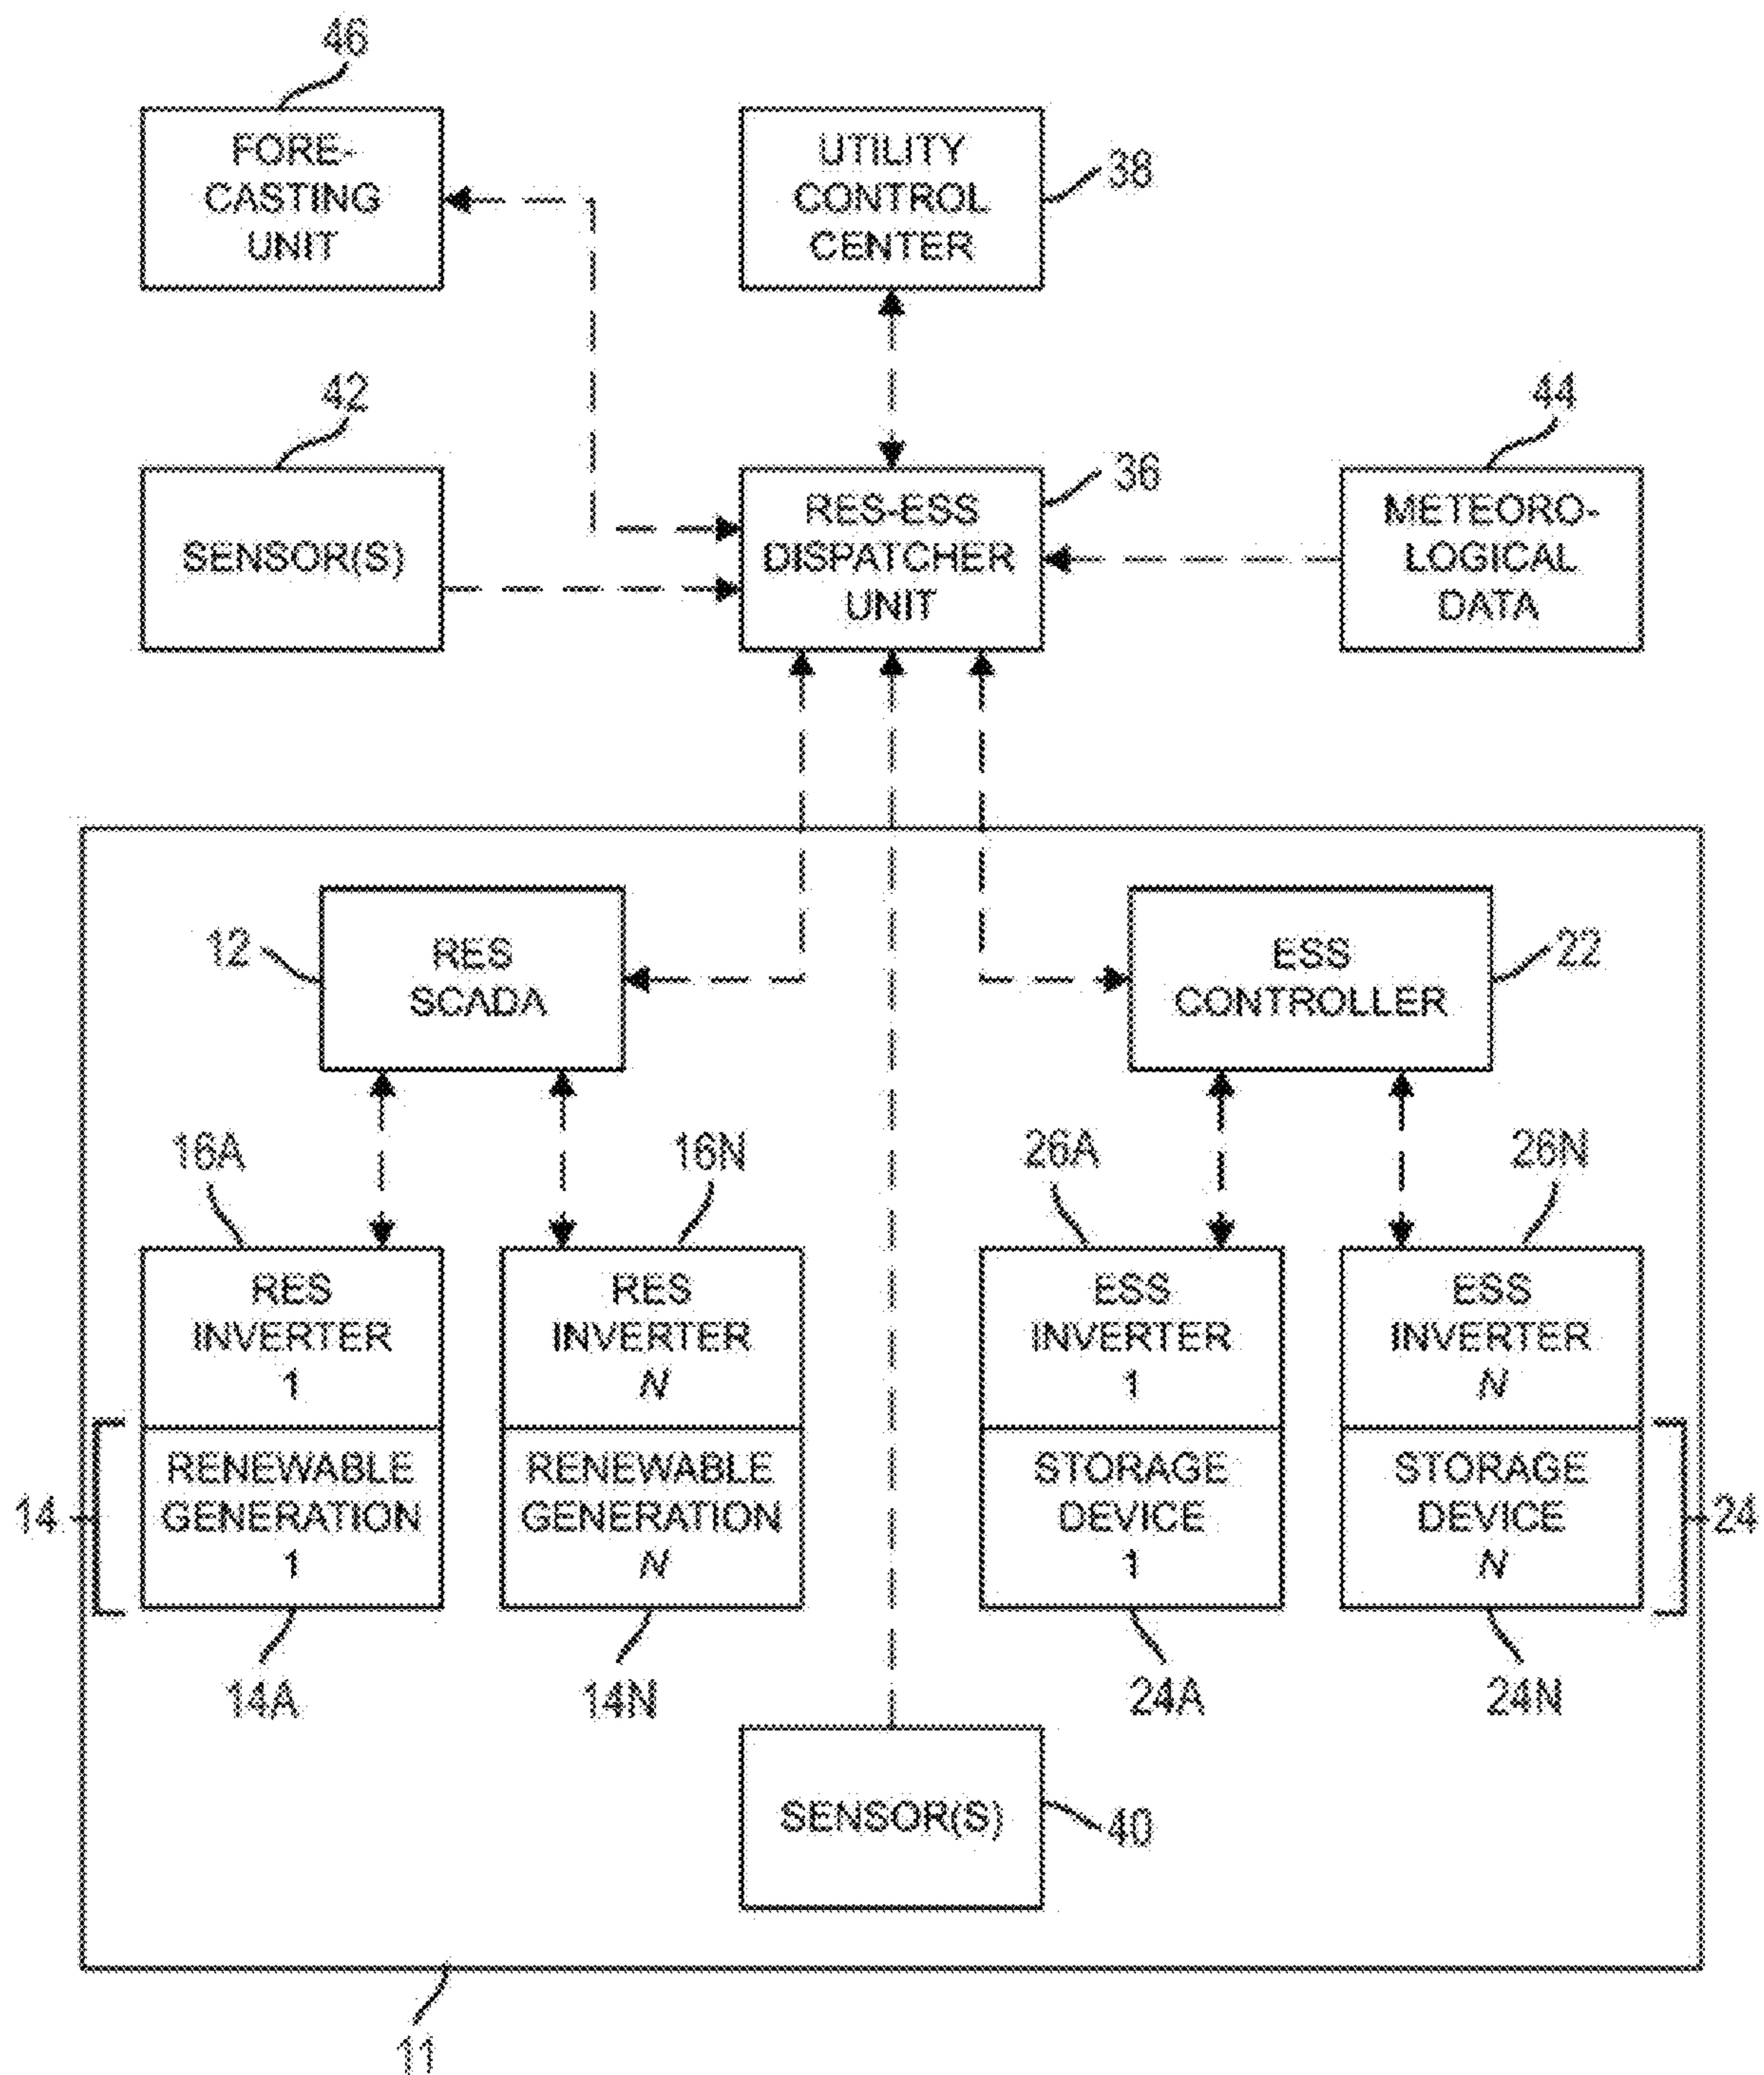 46
FORE-
CASTING
UNIT
UTILITY
CONTROL
CENTER
38
42
SENSOR(S)
RES-ESS
DISPATCHER
UNIT
36
44
METEORO-
LOGICAL
DATA
12
RES
SCADA
ESS
CONTROLLER
22
16A
16N
26A
26N
RES
INVERTER
1
RES
INVERTER
N
ESS
INVERTER
1
ESS
INVERTER
N
14
RENEWABLE
GENERATION
1
RENEWABLE
GENERATION
N
STORAGE
DEVICE
1
STORAGE
DEVICE
N
24
14A
14N
24A
24N
SENSOR(S)
40
11